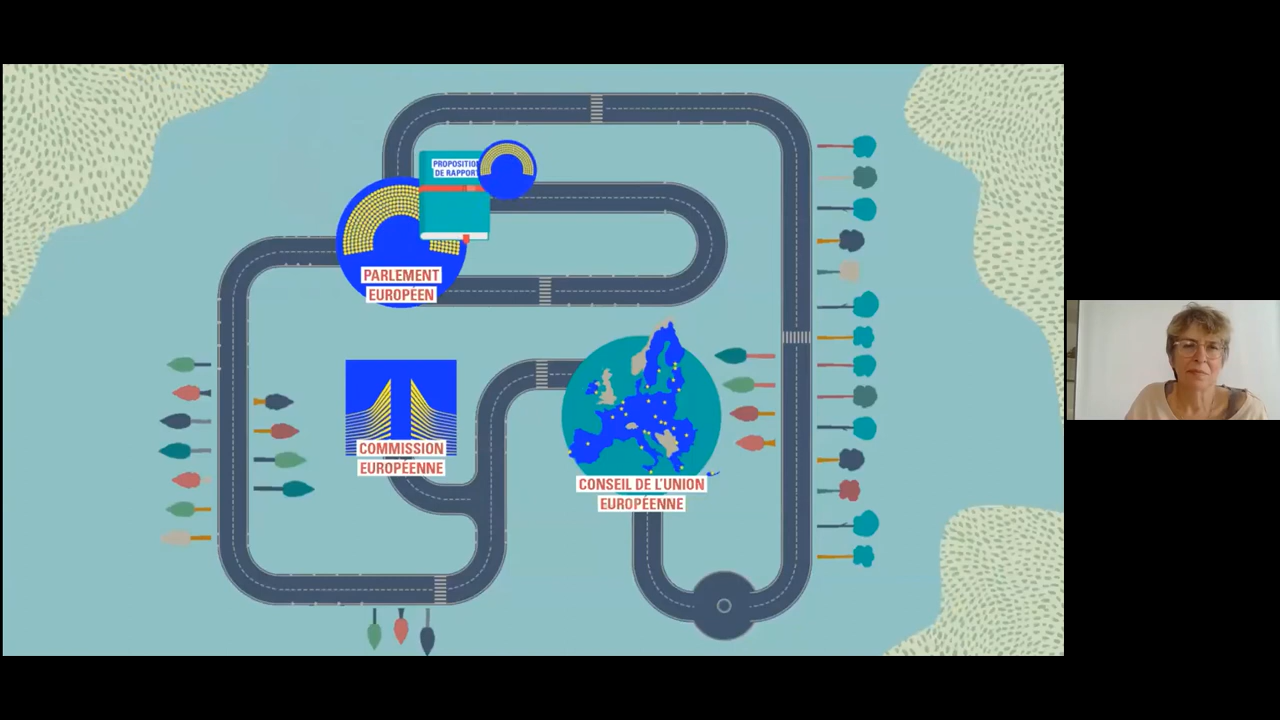 PROPOSITION
DE RAPPORT
PARLEMENT
EUROPÉEN
COMMISSION
EUROPÉENNE
CONSEIL DE L'UNION
EUROPÉENNE